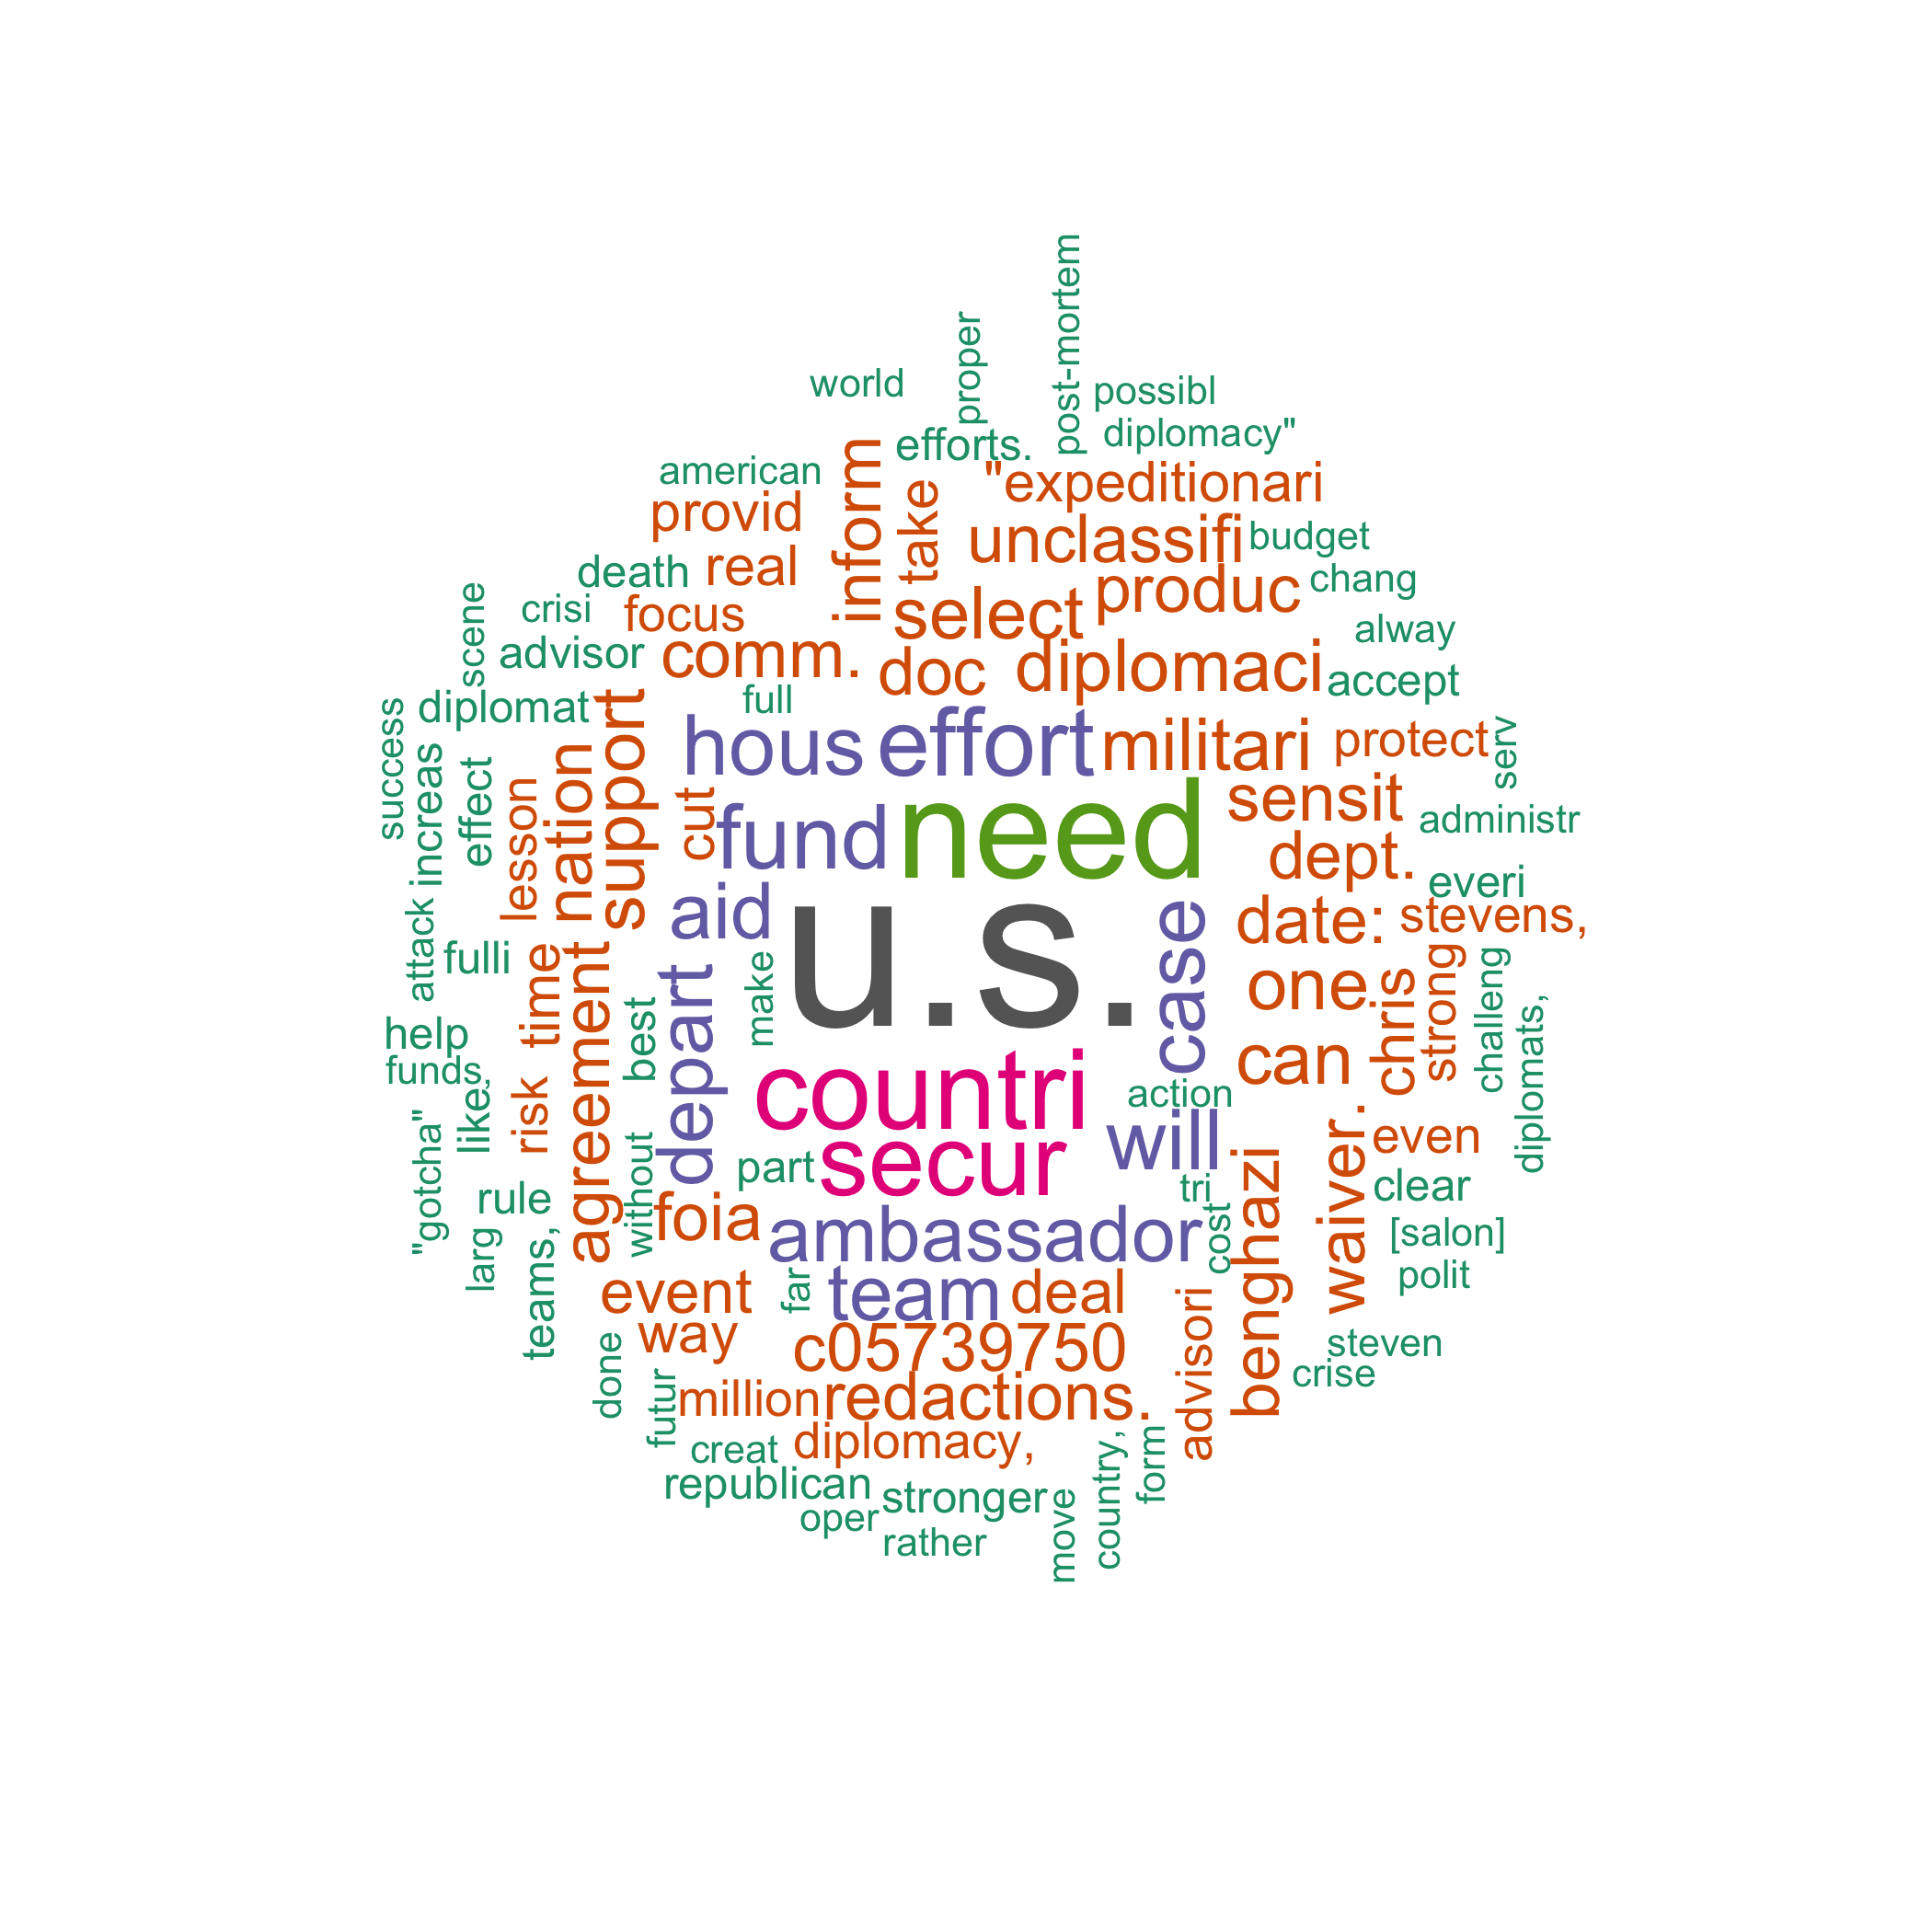 post-mortem
proper
world
possibl
diplomacy"
efforts.
american
"expeditionari
inform
take
provid
unclassifi
budget
death
real
produc
chang
scene
crisi
focus
select
alway
advisor
comm.
doc
diplomaci
accept
success
diplomat
support
full
hous
effort
militari
protect
serv
increas
effect
lesson
nation
cut
fund
need
sensit
administr
dept.
everi
attack
fulli
aid
u.s.
case
date:
stevens,
time
agreement
depart
make
one
chris
strong
challeng
diplomats,
help
funds,
like,
risk
best
countri
action
can
"gotcha"
without
part
secur
will
waiver.
even
rule
tri
clear
larg
teams,
foia
ambassador
cost
benghazi
[salon]
polit
event
far
team
deal
way
c05739750
advisori
steven
crise
done
futur
million
redactions.
creat
diplomacy,
country,
form
republican
stronger
move
oper
rather